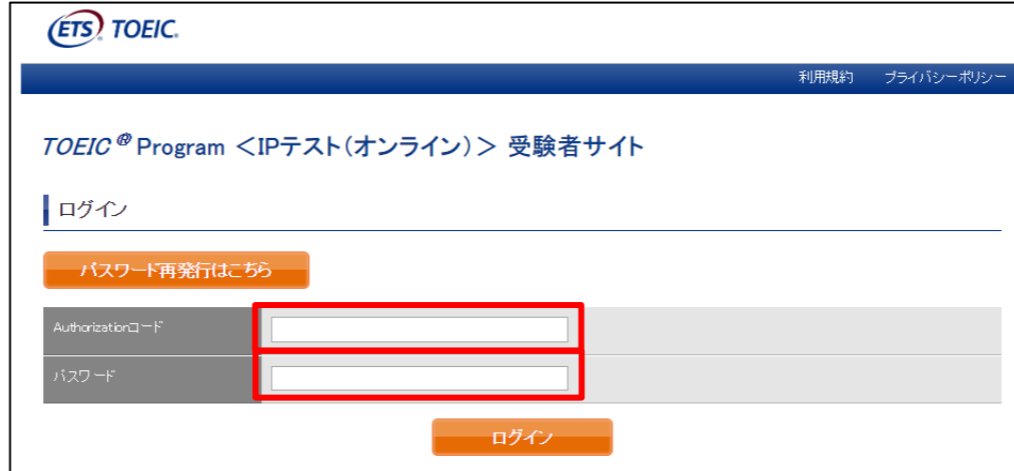 ETS TOEIC®
利用規約 プライバシーポリシー
TOEIC® Program ＜IPテスト（オンライン）＞ 受験者サイト
ログイン
パスワード再発行はこちら
Authorizationコード
パスワード
ログイン